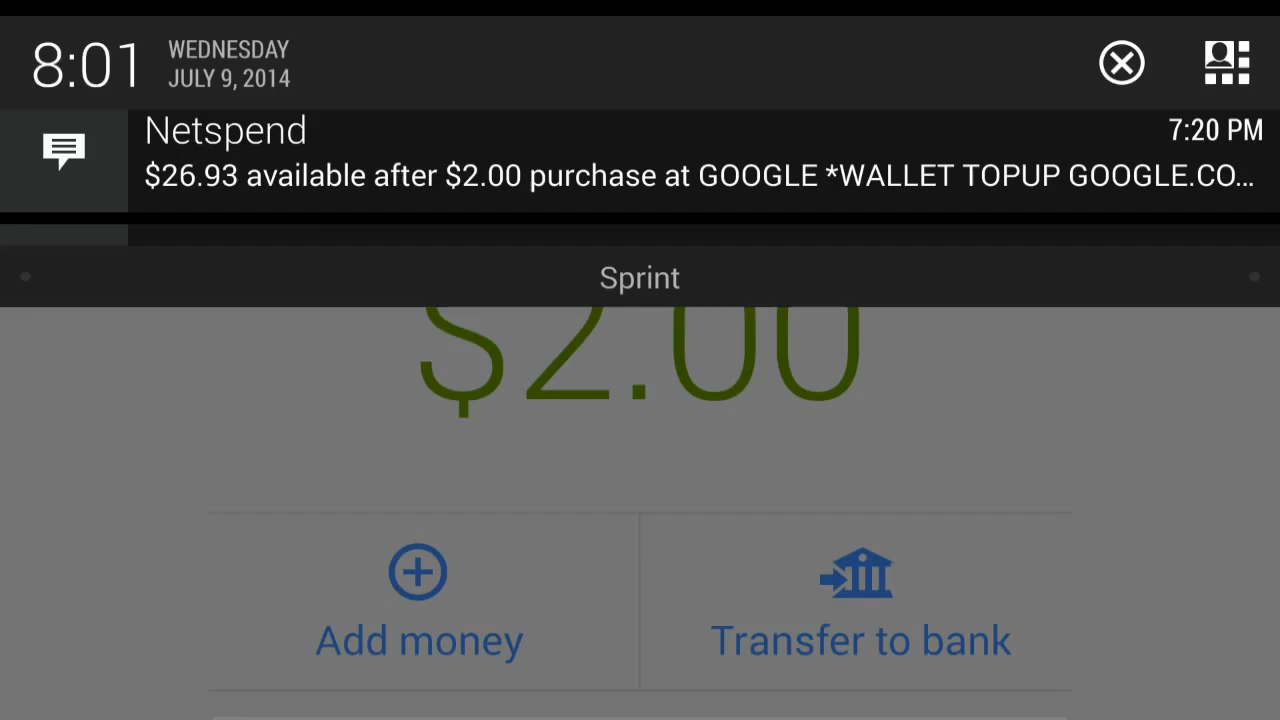 8:01
WEDNESDAY
JULY 9, 2014
Netspend
7:20 PM
$26.93 available after $2.00 purchase at GOOGLE *WALLET TOPUP GOOGLE.CO...
Sprint
$2.00
Add money
Transfer to bank